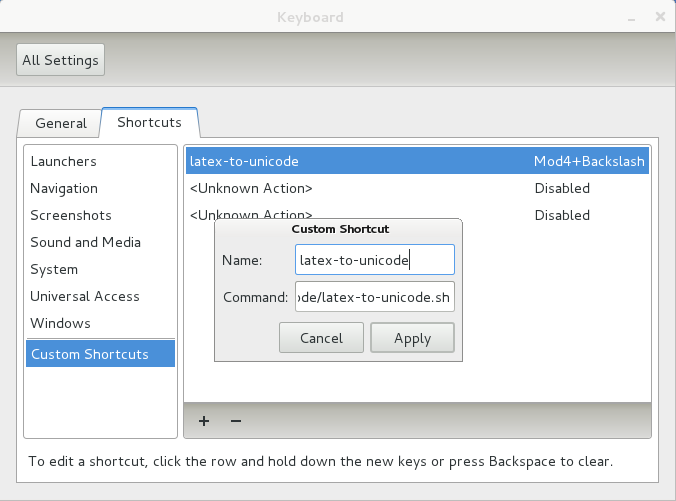 Keyboard
All Settings
General
Shortcuts
Launchers
Navigation
Screenshots
Sound and Media
System
Universal Access
Windows
Custom Shortcuts
latex-to-unicode Mod4+Backslash
<Unknown Action> Disabled
<Unknown Action> Disabled
Custom Shortcut
Name: latex-to-unicode
Command: ode/latex-to-unicode.sh
Cancel Apply
+ −
To edit a shortcut, click the row and hold down the new keys or press Backspace to clear.